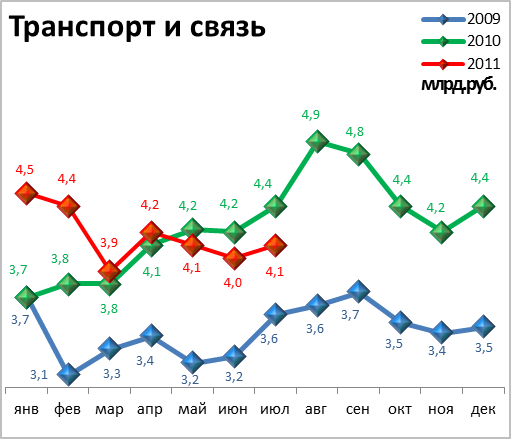 Транспорт и связь
2009
2010
2011
млрд.руб.
4,9
4,8
4,5 4,4 4,2 4,2 4,2 4,4 4,4 4,2 4,4
3,9
3,7 3,8 3,8 4,1 4,1 4,0 4,1
3,7 3,1 3,3 3,4 3,2 3,2 3,6 3,6 3,7 3,5 3,4 3,5
янв фев мар апр май июн июл авг сен окт ноя дек